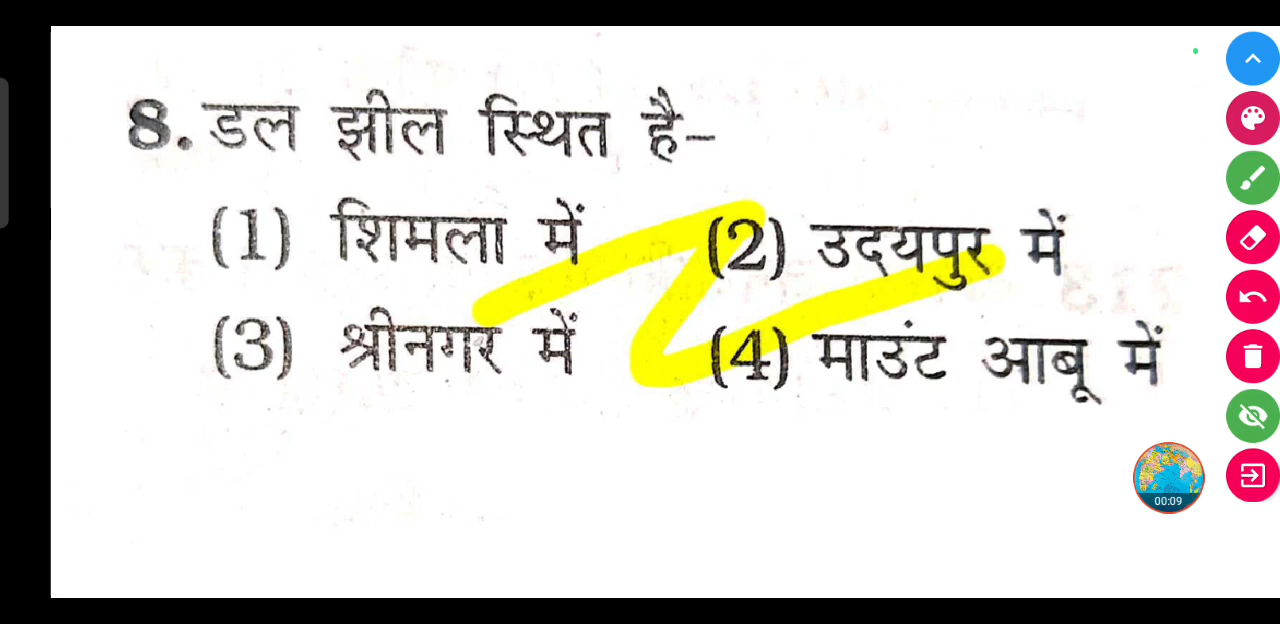 8. डल झील स्थित है–
(1) शिमला में (2) उदयपुर में
(3) श्रीनगर में (4) माउंट आबू में
00:09